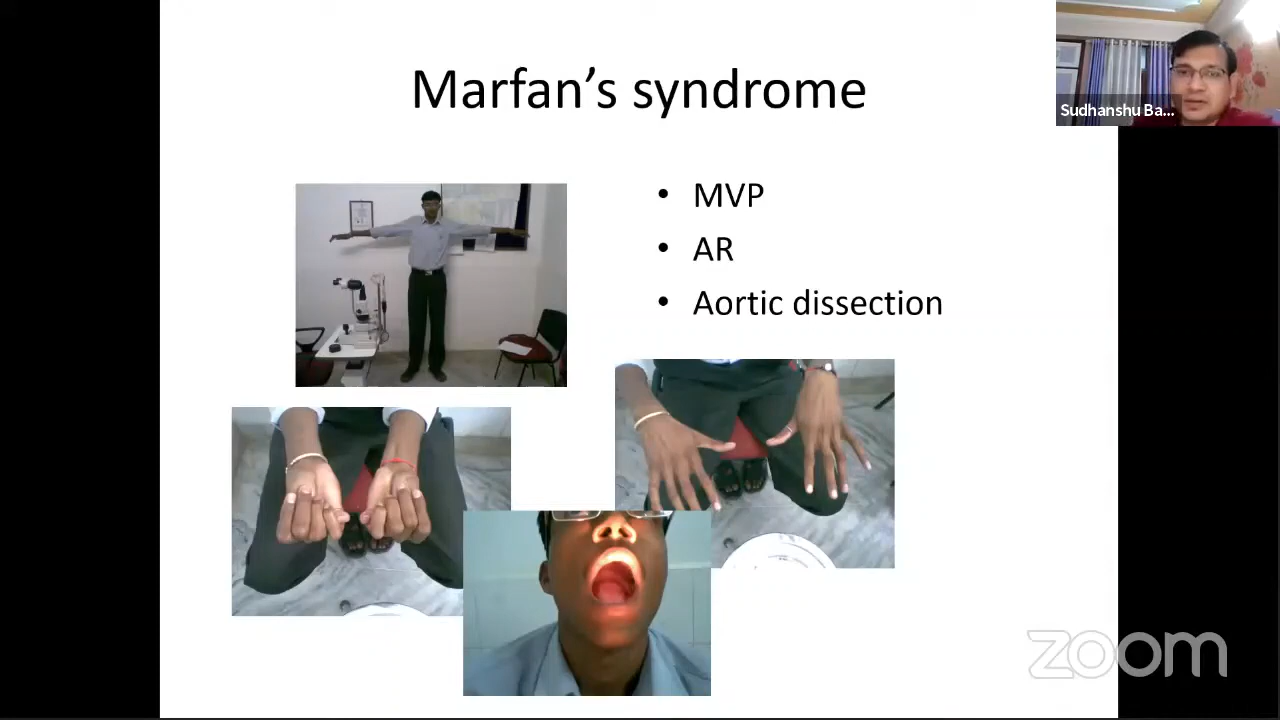 Marfan’s syndrome
Sudhanshu Ba...
• MVP
• AR
• Aortic dissection
zoom